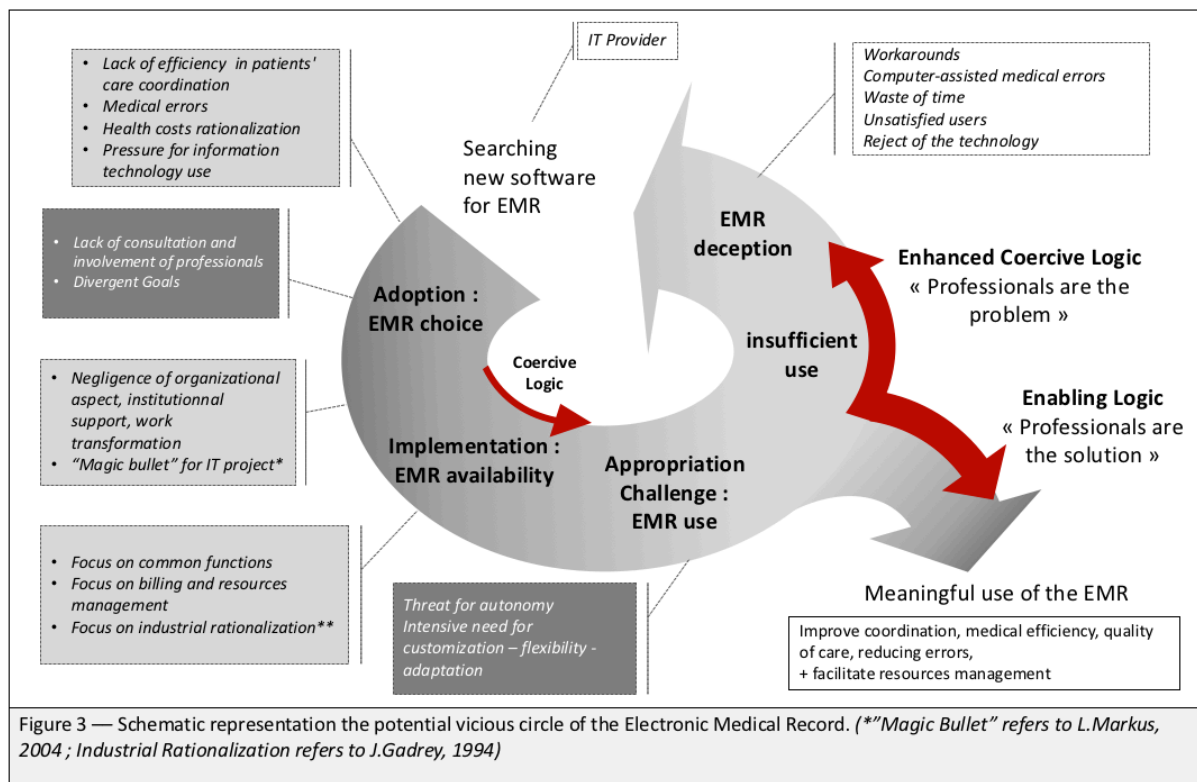 IT Provider
• Lack of efficiency in patients'
care coordination
• Medical errors
• Health costs rationalization
• Pressure for information
technology use
Workarounds
Computer-assisted medical errors
Waste of time
Unsatisfied users
Reject of the technology
Searching
new software
for EMR
• Lack of consultation and
involvement of professionals
• Divergent Goals
EMR
deception
Enhanced Coercive Logic
« Professionals are the
problem »
Adoption :
EMR choice
insufficient
use
Coercive
Logic
• Negligence of organizational
aspect, institutionnal
support, work
transformation
• “Magic bullet” for IT project*
Enabling Logic
« Professionals are
the solution »
Implementation :
EMR availability
Appropriation
Challenge :
EMR use
• Focus on common functions
• Focus on billing and resources
management
• Focus on industrial rationalization**
Threat for autonomy
Intensive need for
customization – flexibility -
adaptation
Meaningful use of the EMR
Improve coordination, medical efficiency, quality
of care, reducing errors,
+ facilitate resources management
Figure 3 –– Schematic representation the potential vicious circle of the Electronic Medical Record. (*”Magic Bullet” refers to L.Markus,
2004 ; Industrial Rationalization refers to J.Gadrey, 1994)